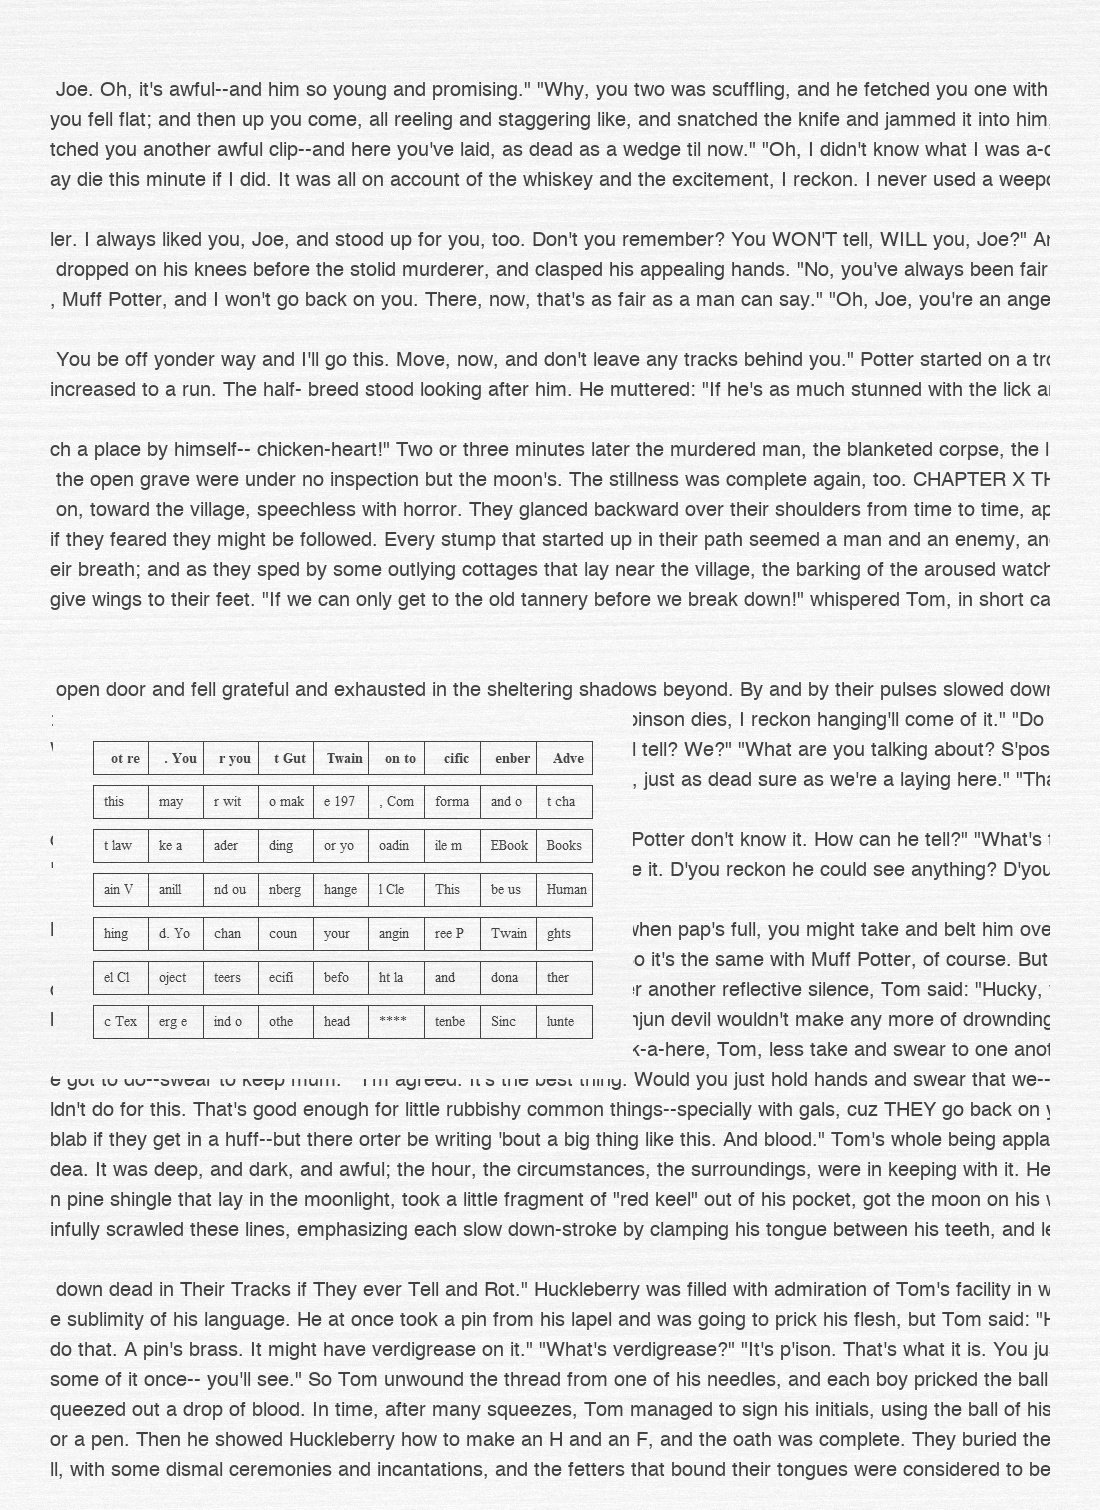 Joe. Oh, it's awful--and him so young and promising." "Why, you two was scuffling, and he fetched you one with
you fell flat; and then up you come, all reeling and staggering like, and snatched the knife and jammed it into him,
tched you another awful clip--and here you've laid, as dead as a wedge til now." "Oh, I didn't know what I was a-
ay die this minute if I did. It was all on account of the whiskey and the excitement, I reckon. I never used a weep
ler. I always liked you, Joe, and stood up for you, too. Don't you remember? You WON'T tell, WILL you, Joe?"
dropped on his knees before the stolid murderer, and clasped his appealing hands. "No, you've always been fair
, Muff Potter, and I won't go back on you. There, now, that's as fair as a man can say." "Oh, Joe, you're an ange
You be off yonder way and I'll go this. Move, now, and don't leave any tracks behind you." Potter started on a
increased to a run. The half- breed stood looking after him. He muttered: "If he's as much stunned with the lick
ch a place by himself-- chicken-heart!" Two or three minutes later the murdered man, the blanketed corpse, the
the open grave were under no inspection but the moon's. The stillness was complete again, too. CHAPTER X
on, toward the village, speechless with horror. They glanced backward over their shoulders from time to time, ap
if they feared they might be followed. Every stump that started up in their path seemed a man and an enemy,
eir breath; and as they sped by some outlying cottages that lay near the village, the barking of the aroused watch
give wings to their feet. "If we can only get to the old tannery before we break down!" whispered Tom, in short ca
open door and fell grateful and exhausted in the sheltering shadows beyond. By and by their pulses slowed
binson dies, I reckon hanging'll come of it." "Do
I tell? We?" "What are you talking about? S'pos
, just as dead sure as we're a laying here." "Tha
Potter don't know it. How can he tell?" "What's
e it. D'you reckon he could see anything? D'you
when pap's full, you might take and belt him ove
o it's the same with Muff Potter, of course. But
r another reflective silence, Tom said: "Hucky,
njun devil wouldn't make any more of drownding
k-a-here, Tom, less take and swear to one anot
ot re . You r you t Gut Twain on to cific enber Adve
this may r wit o mak e 197 , Com forma and o t cha
t law ke a ader ding or yo oadin ile m EBook Books
ain V anill nd ou nberg hange l Cle This be us Human
hing d. Yo chan coun your angin ree P Twain ghts
el Cl oject teers ecifi befo ht la and dona ther
c Tex erg e ind o othe head **** tenbe Sinc lunte
e got to do--swear to keep mum." "I'm agreed. It's the best thing. Would you just hold hands and swear that we--
ldn't do for this. That's good enough for little rubbishy common things--specially with gals, cuz THEY go back on
blab if they get in a huff--but there orter be writing 'bout a big thing like this. And blood." Tom's whole being appla
dea. It was deep, and dark, and awful; the hour, the circumstances, the surroundings, were in keeping with it. He
n pine shingle that lay in the moonlight, took a little fragment of "red keel" out of his pocket, got the moon on his
infully scrawled these lines, emphasizing each slow down-stroke by clamping his tongue between his teeth, and
down dead in Their Tracks if They ever Tell and Rot." Huckleberry was filled with admiration of Tom's facility in
e sublimity of his language. He at once took a pin from his lapel and was going to prick his flesh, but Tom said:
do that. A pin's brass. It might have verdigrease on it." "What's verdigrease?" "It's p'ison. That's what it is. You ju
some of it once-- you'll see." So Tom unwound the thread from one of his needles, and each boy pricked the ball
queezed out a drop of blood. In time, after many squeezes, Tom managed to sign his initials, using the ball of his
or a pen. Then he showed Huckleberry how to make an H and an F, and the oath was complete. They buried the
ll, with some dismal ceremonies and incantations, and the fetters that bound their tongues were considered to be